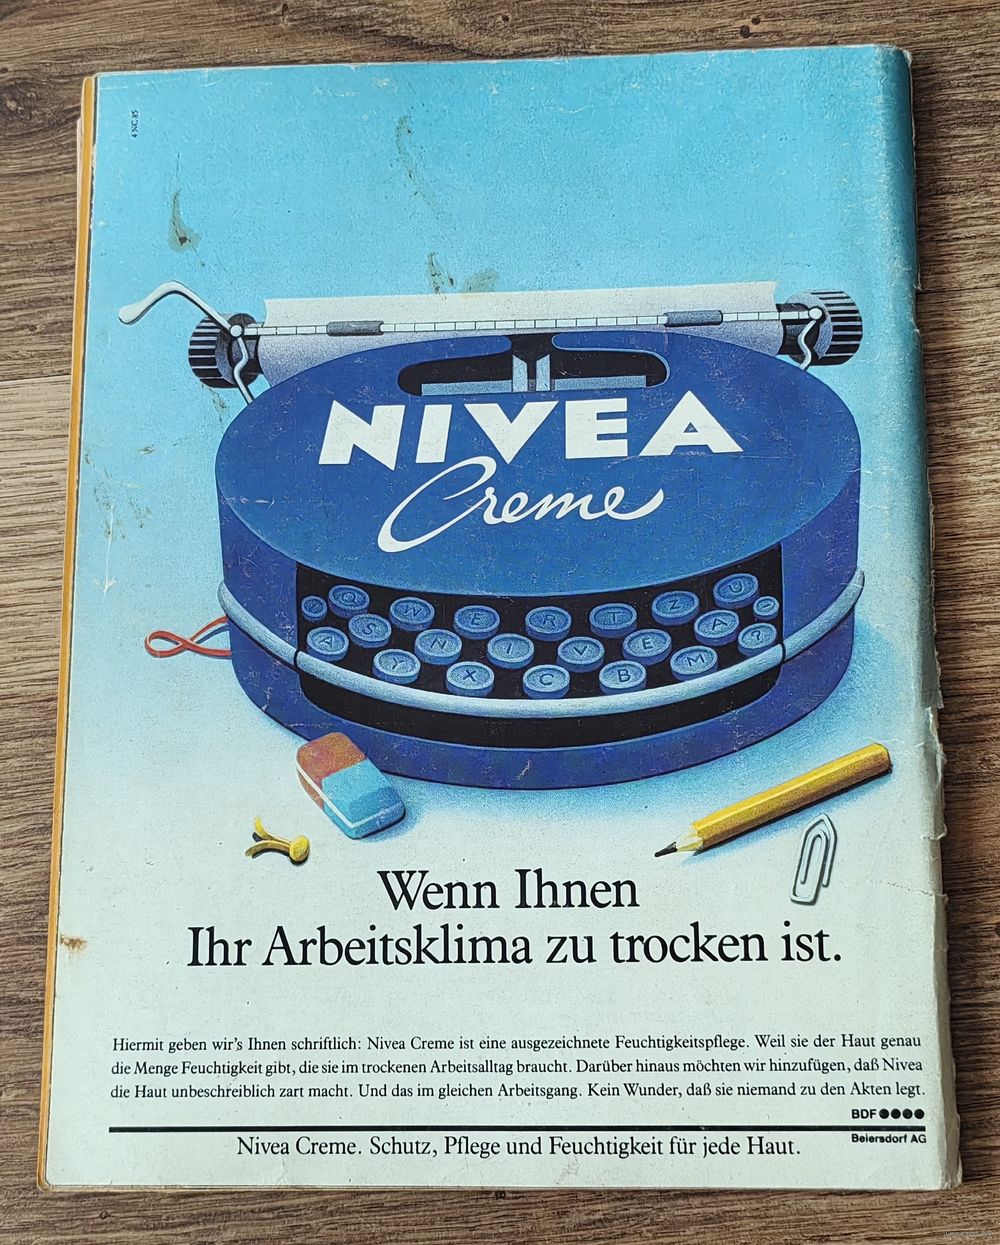 4 NC 85
NIVEA
Creme
Q W E R T Z U
A S N I V E A ?
Y X C B M
Wenn Ihnen
Ihr Arbeitsklima zu trocken ist.
Hiermit geben wir's Ihnen schriftlich: Nivea Creme ist eine ausgezeichnete Feuchtigkeitspflege. Weil sie der Haut genau
die Menge Feuchtigkeit gibt, die sie im trockenen Arbeitsalltag braucht. Darüber hinaus möchten wir hinzufügen, daß Nivea
die Haut unbeschreiblich zart macht. Und das im gleichen Arbeitsgang. Kein Wunder, daß sie niemand zu den Akten legt.
BDF●●●●
Beiersdorf AG
Nivea Creme. Schutz, Pflege und Feuchtigkeit für jede Haut.